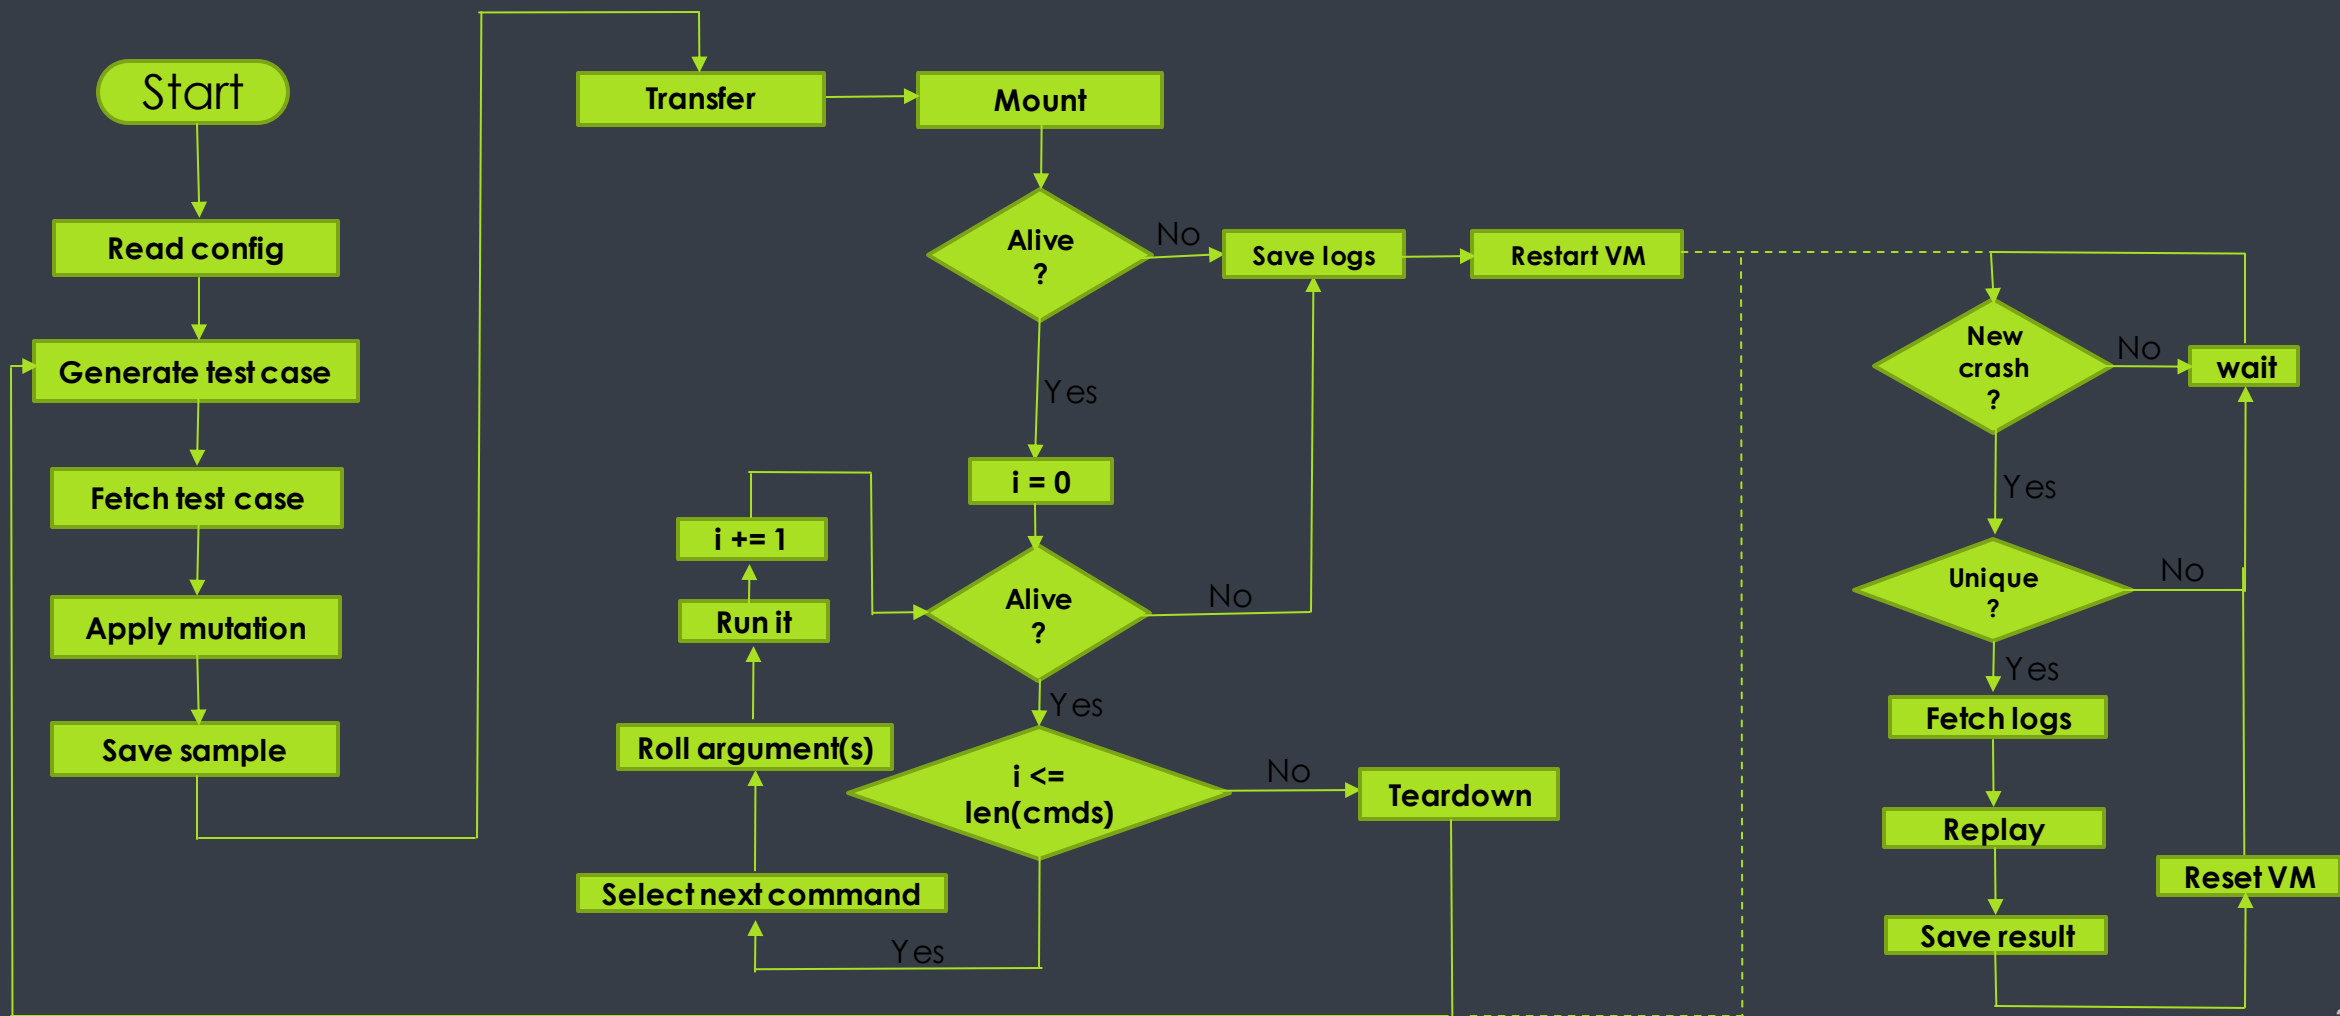 Start
Read config
Generate test case
Fetch test case
Apply mutation
Save sample
Transfer
Mount
Alive
?
No
Save logs
Restart VM
Yes
i = 0
i += 1
Run it
Alive
?
No
Yes
Roll argument(s)
i <=
len(cmds)
No
Teardown
Select next command
Yes
New
crash
?
No
wait
Yes
Unique
?
No
Yes
Fetch logs
Replay
Reset VM
Save result